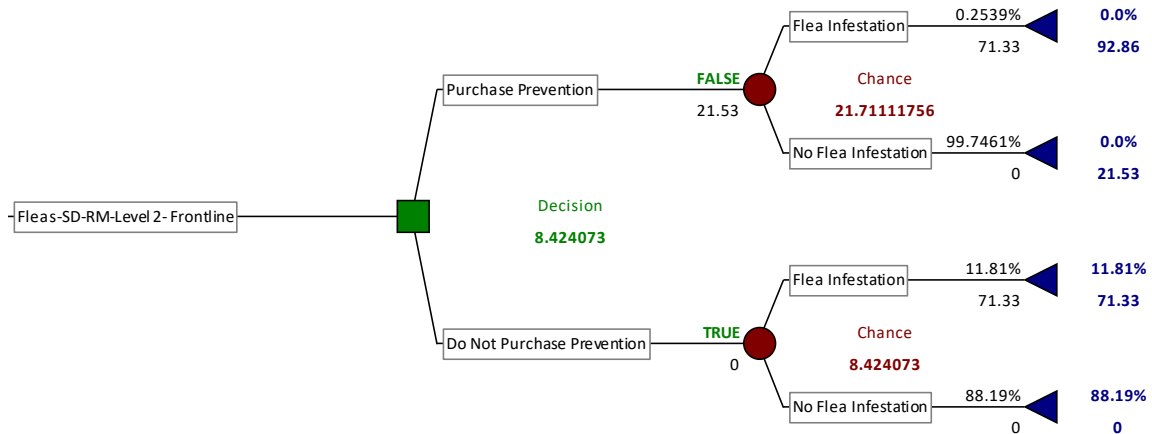 Flea Infestation
0.2539%
71.33
0.0%
92.86
Purchase Prevention
FALSE
21.53
Chance
21.71111756
No Flea Infestation
99.7461%
0
0.0%
21.53
Fleas-SD-RM-Level 2- Frontline
Decision
8.424073
Flea Infestation
11.81%
71.33
11.81%
71.33
Do Not Purchase Prevention
TRUE
0
Chance
8.424073
No Flea Infestation
88.19%
0
88.19%
0